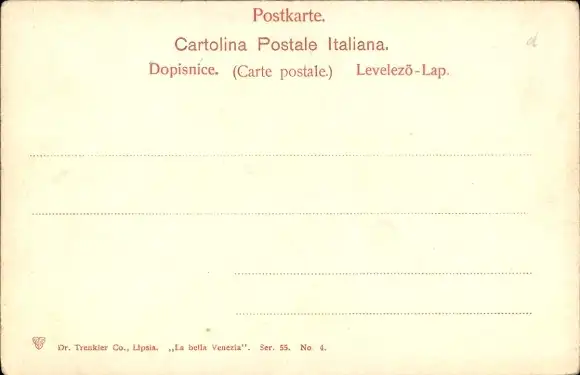 Postkarte.
Cartolina Postale Italiana.
Dopisnice. (Carte postale.) Levelező-Lap.
d
Dr. Trenkler Co., Lipsia. „La bella Venezia". Ser. 55. No 4.